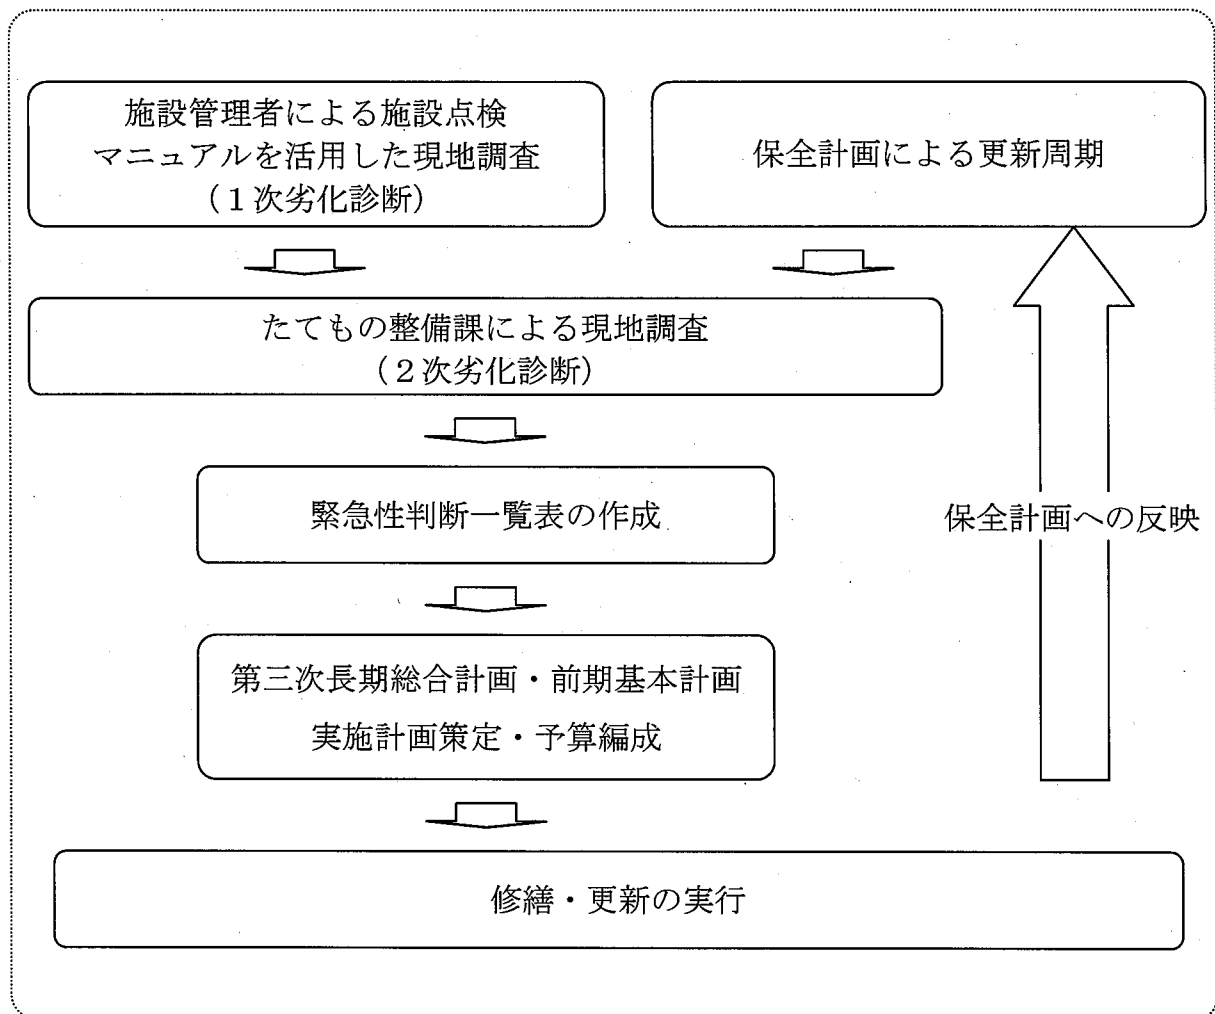 施設管理者による施設点検
マニュアルを活用した現地調査
(1次劣化診断)
保全計画による更新周期
たてもの整備課による現地調査
(2次劣化診断)
緊急性判断一覧表の作成
保全計画への反映
第三次長期総合計画・前期基本計画
実施計画策定・予算編成
修繕・更新の実行